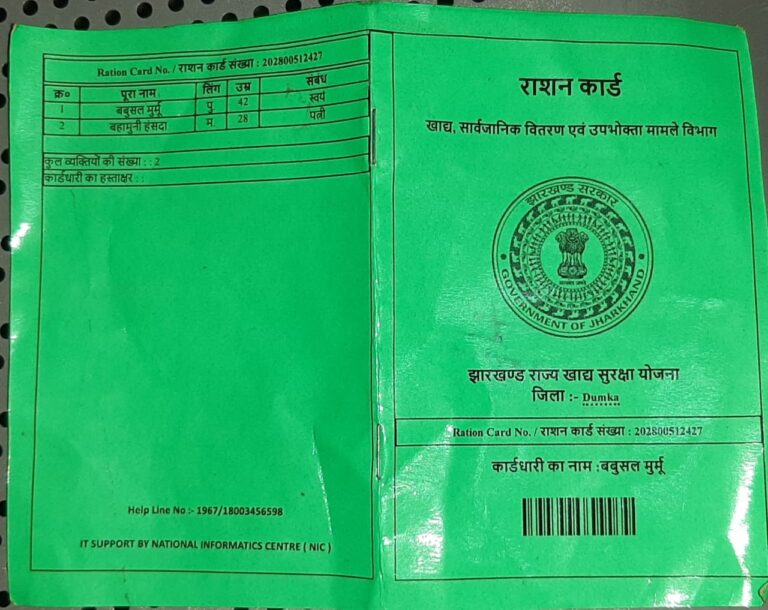 Ration Card No. / राशन कार्ड संख्या : 202800512427
क्र० पूरा नाम लिंग उम्र संबंध
1 बबुसल मुर्मू पु. 42 स्वयं
2 बहामुनी हंसदा म. 28 पत्नी
कुल व्यक्तियों की संख्या : : 2
कार्डधारी का हस्ताक्षर : :
Help Line No :- 1967/18003456598
IT SUPPORT BY NATIONAL INFORMATICS CENTRE ( NIC )
राशन कार्ड
खाद्य, सार्वजानिक वितरण एवं उपभोक्ता मामले विभाग
झारखण्ड सरकार
GOVERNMENT OF JHARKHAND
झारखण्ड राज्य खाद्य सुरक्षा योजना
जिला :- Dumka
Ration Card No. / राशन कार्ड संख्या : 202800512427
कार्डधारी का नाम :बबुसल मुर्मू